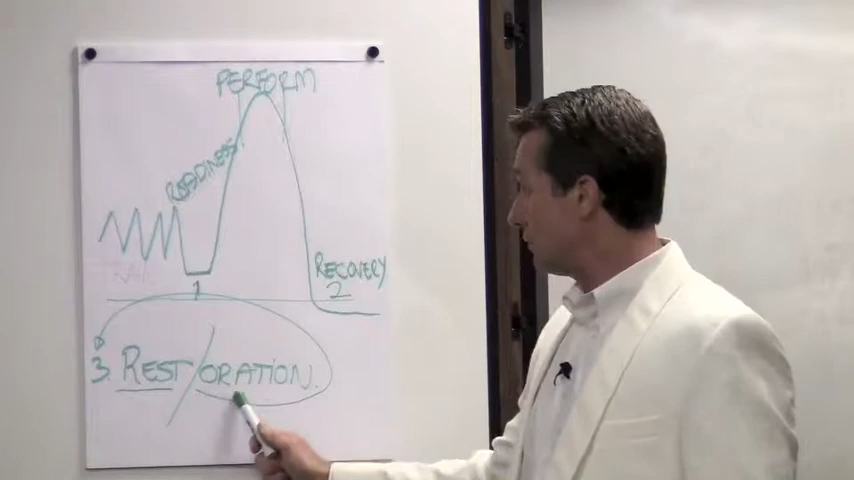 PERFORM
READINESS
RECOVERY
1
2
3. REST/ORATION.